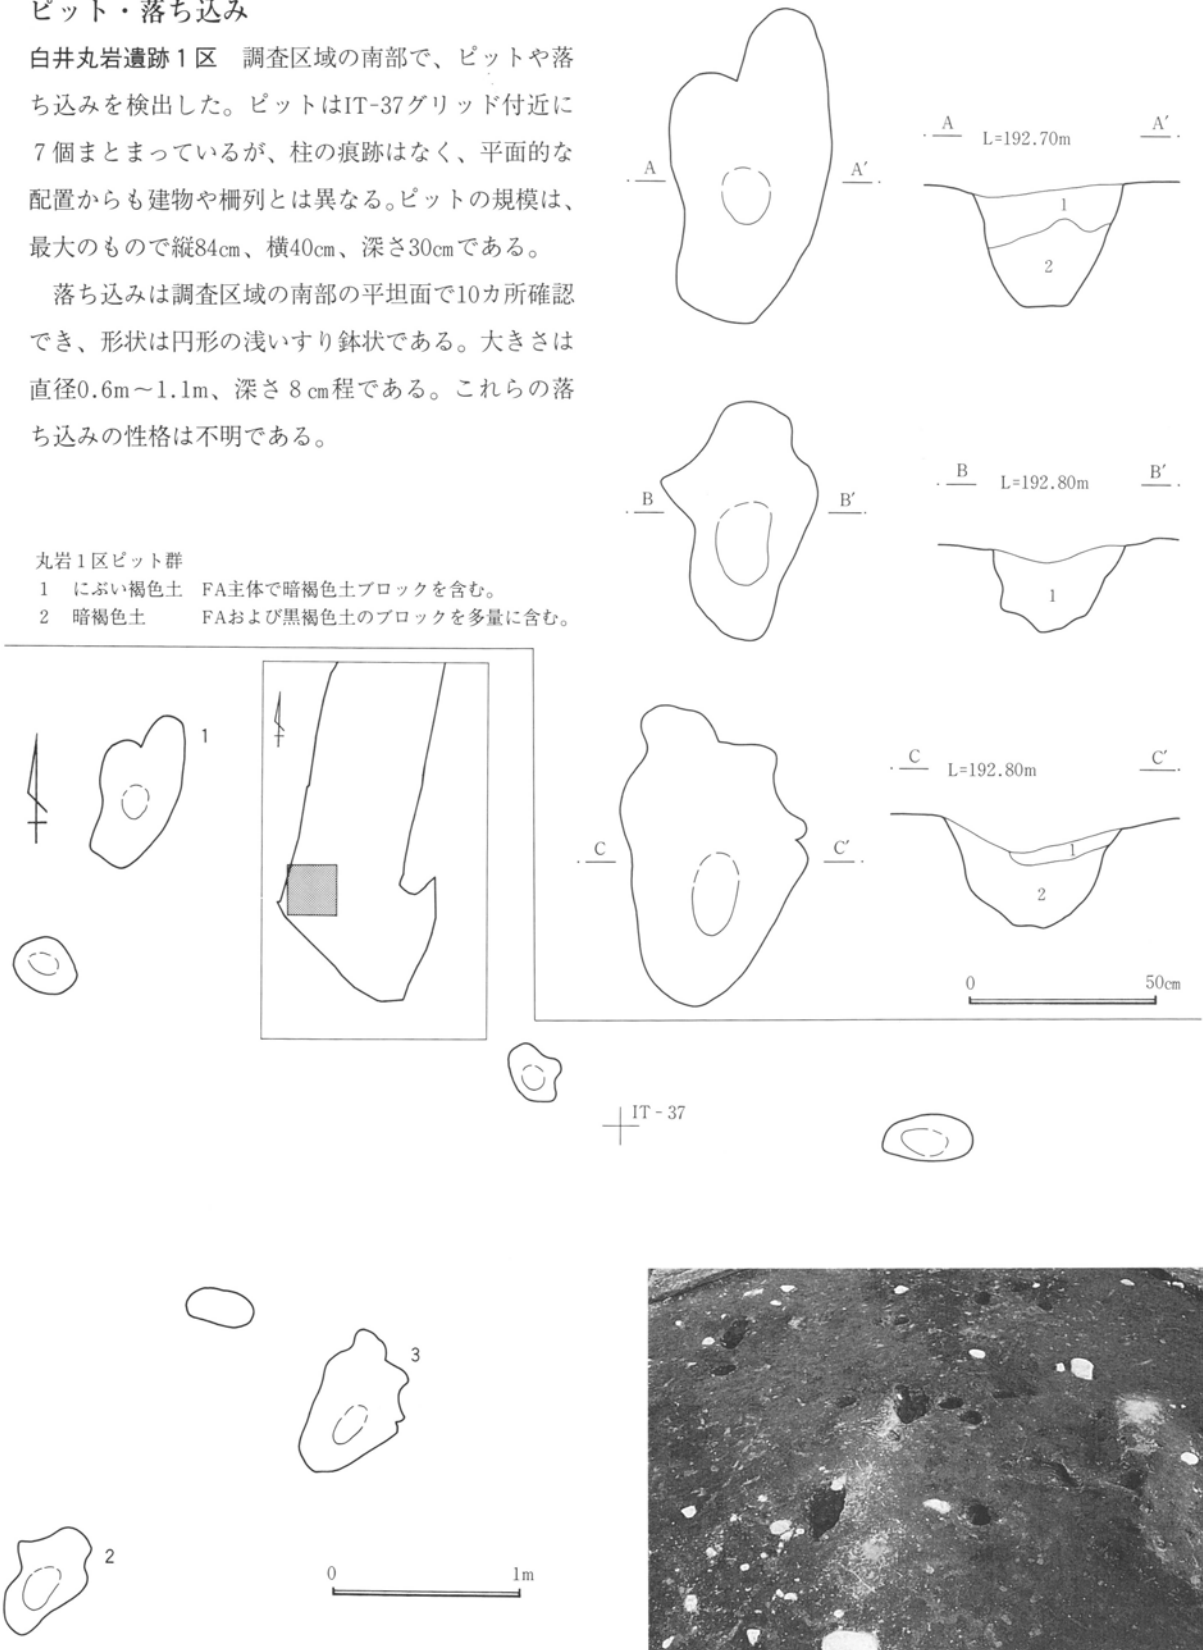 ピット・落ち込み
白井丸岩遺跡１区　調査区域の南部で、ピットや落
ち込みを検出した。ピットはIT-37グリッド付近に
７個まとまっているが、柱の痕跡はなく、平面的な
配置からも建物や柵列とは異なる。ピットの規模は、
最大のもので縦84㎝、横40㎝、深さ30㎝である。
　落ち込みは調査区域の南部の平坦面で10カ所確認
でき、形状は円形の浅いすり鉢状である。大きさは
直径0.6m～1.1m、深さ８㎝程である。これらの落
ち込みの性格は不明である。
丸岩１区ピット群
1　にぶい褐色土　FA主体で暗褐色土ブロックを含む。
2　暗褐色土　FAおよび黒褐色土のブロックを多量に含む。
A
A′
A
L=192.70m
A′
1
2
B
B′
B
L=192.80m
B′
1
C
C′
C
L=192.80m
C′
1
2
0
50㎝
1
IT-37
3
2
0
1m